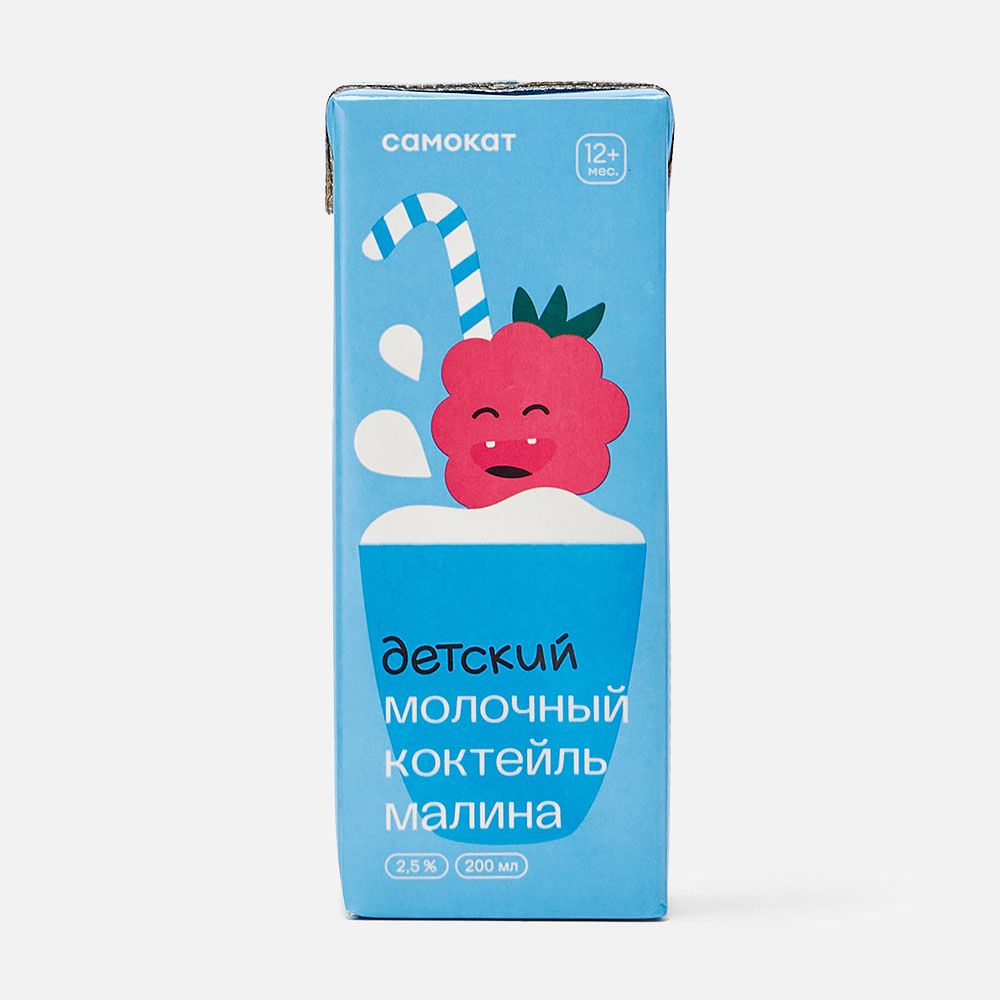 самокат
12+
мес.
детский
молочный
коктейль
малина
2,5 % 200 мл